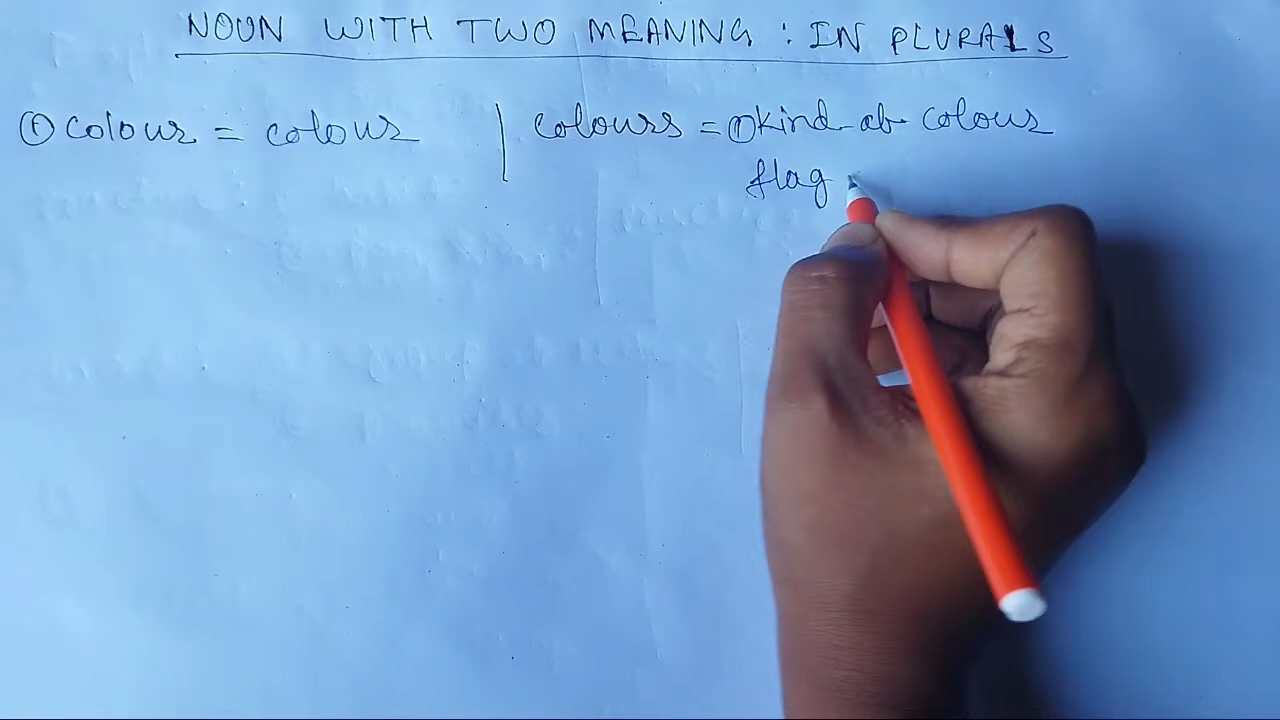 NOUN WITH TWO MEANING : IN PLURALS
① colour = colour | colours = ① kind of colour
flag